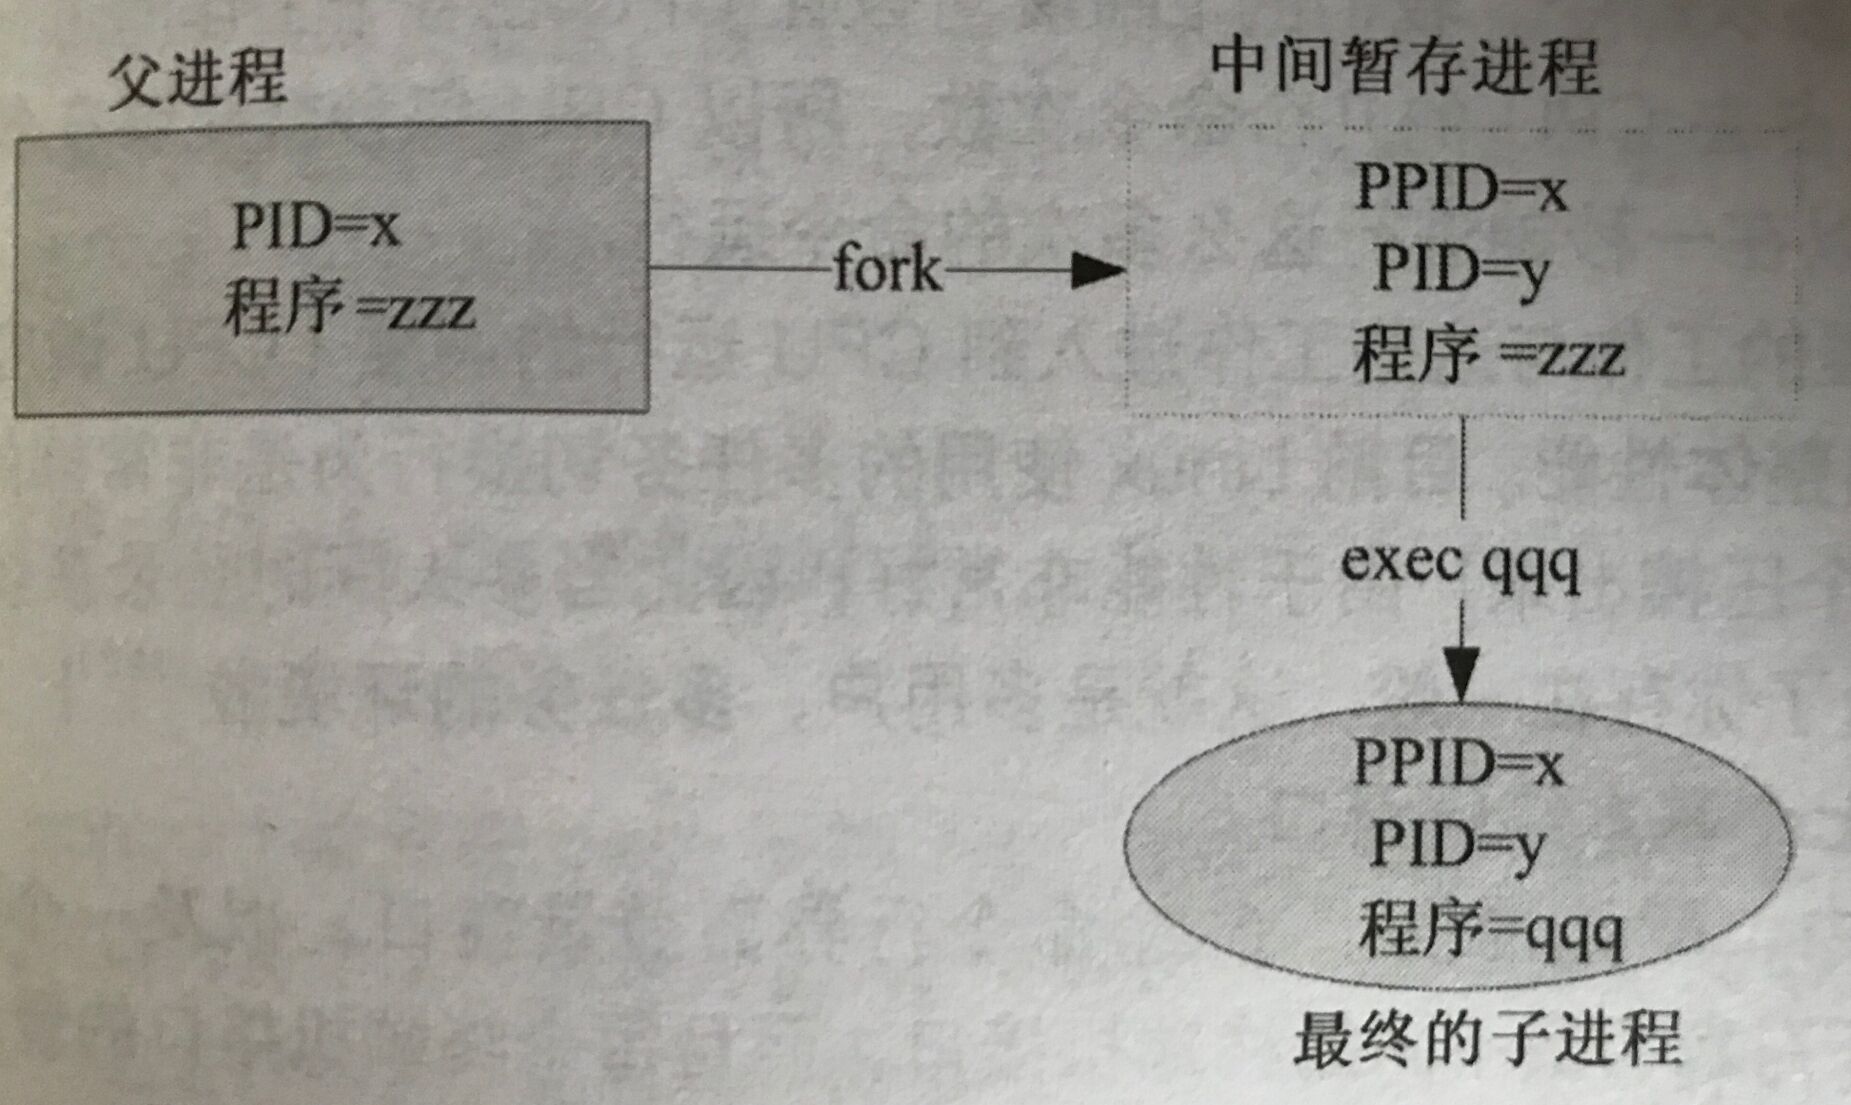 父进程
PID=x
程序=zzz
fork
中间暂存进程
PPID=x
PID=y
程序=zzz
exec qqq
PPID=x
PID=y
程序=qqq
最终的子进程